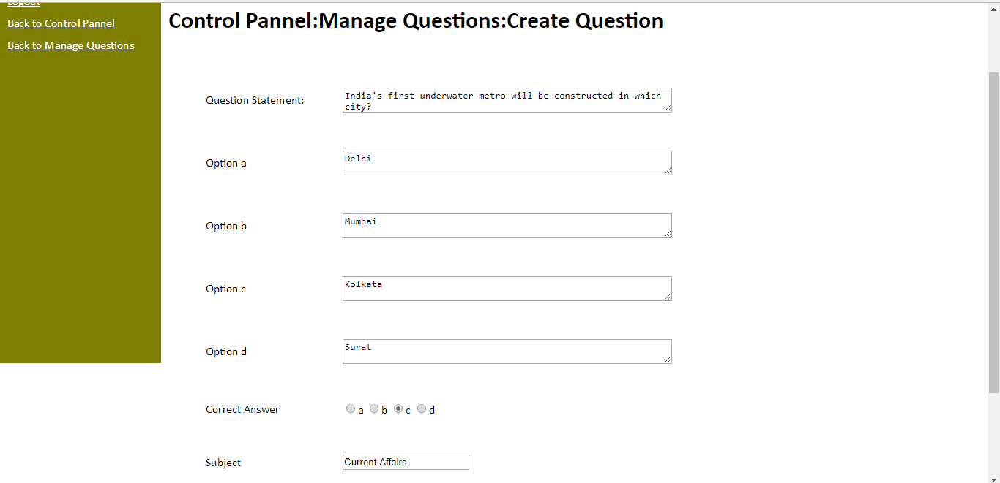 Logout
Back to Control Pannel
Back to Manage Questions
Control Pannel:Manage Questions:Create Question
Question Statement:
India's first underwater metro will be constructed in which
city?
Option a
Delhi
Option b
Mumbai
Option c
Kolkata
Option d
Surat
Correct Answer
a b c d
Subject
Current Affairs